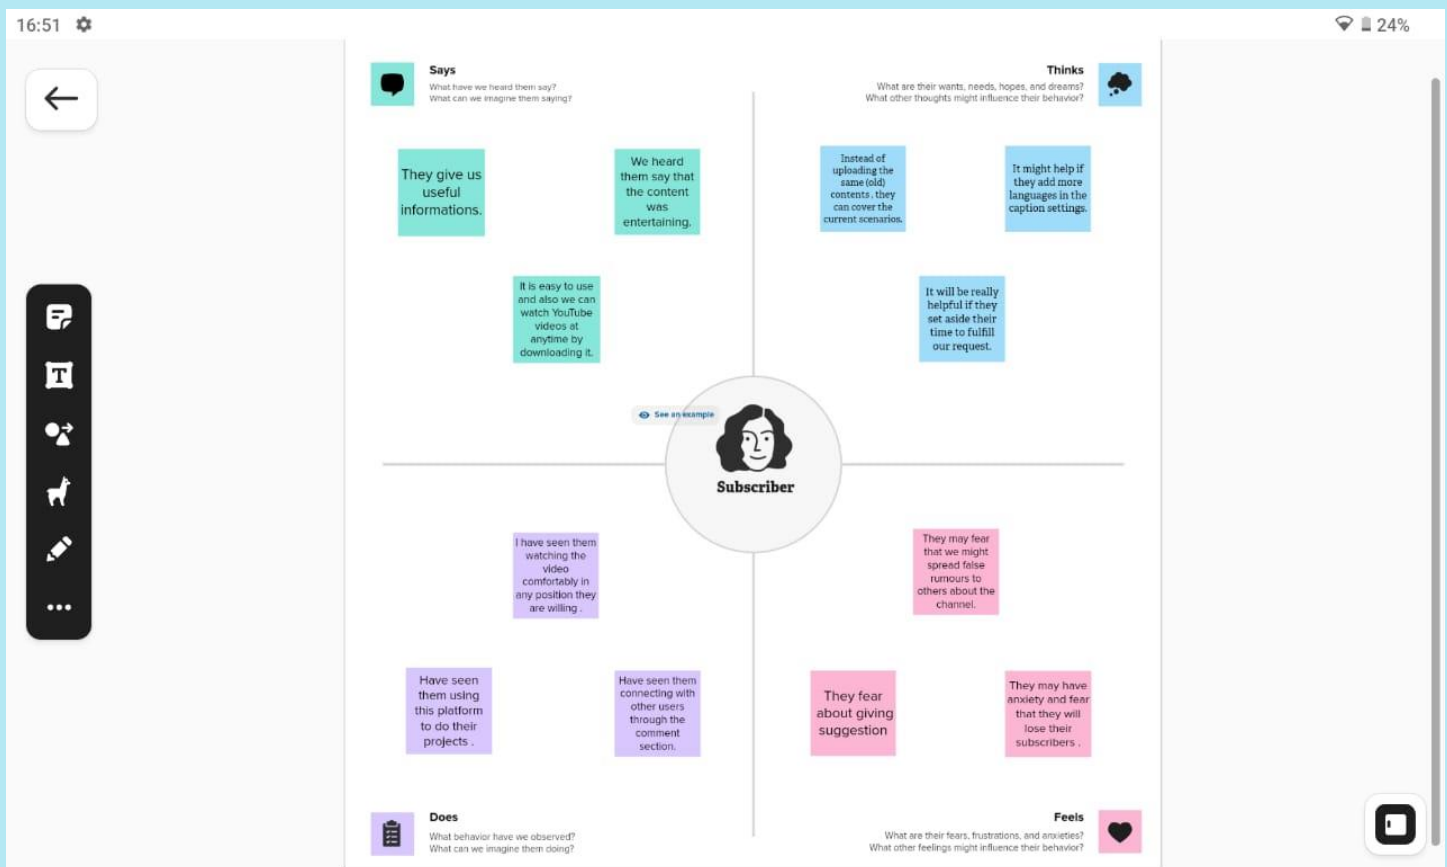 16:51
24%
Says
What have we heard them say?
What can we imagine them saying?
They give us
useful
informations.
We heard
them say that
the content
was
entertaining.
It is easy to use
and also we can
watch YouTube
videos at
anytime by
downloading it.
Thinks
What are their wants, needs, hopes, and dreams?
What other thoughts might influence their behavior?
Instead of
uploading the
same (old)
contents , they
can cover the
current scenarios.
It might help if
they add more
languages in the
caption settings.
It will be really
helpful if they
set aside their
time to fulfill
our request.
See an example
Subscriber
I have seen them
watching the
video
comfortably in
any position they
are willing .
Have seen
them using
this platform
to do their
projects .
Have seen them
connecting with
other users
through the
comment
section.
Does
What behavior have we observed?
What can we imagine them doing?
They may fear
that we might
spread false
rumours to
others about the
channel.
They fear
about giving
suggestion
They may have
anxiety and fear
that they will
lose their
subscribers .
Feels
What are their fears, frustrations, and anxieties?
What other feelings might influence their behavior?